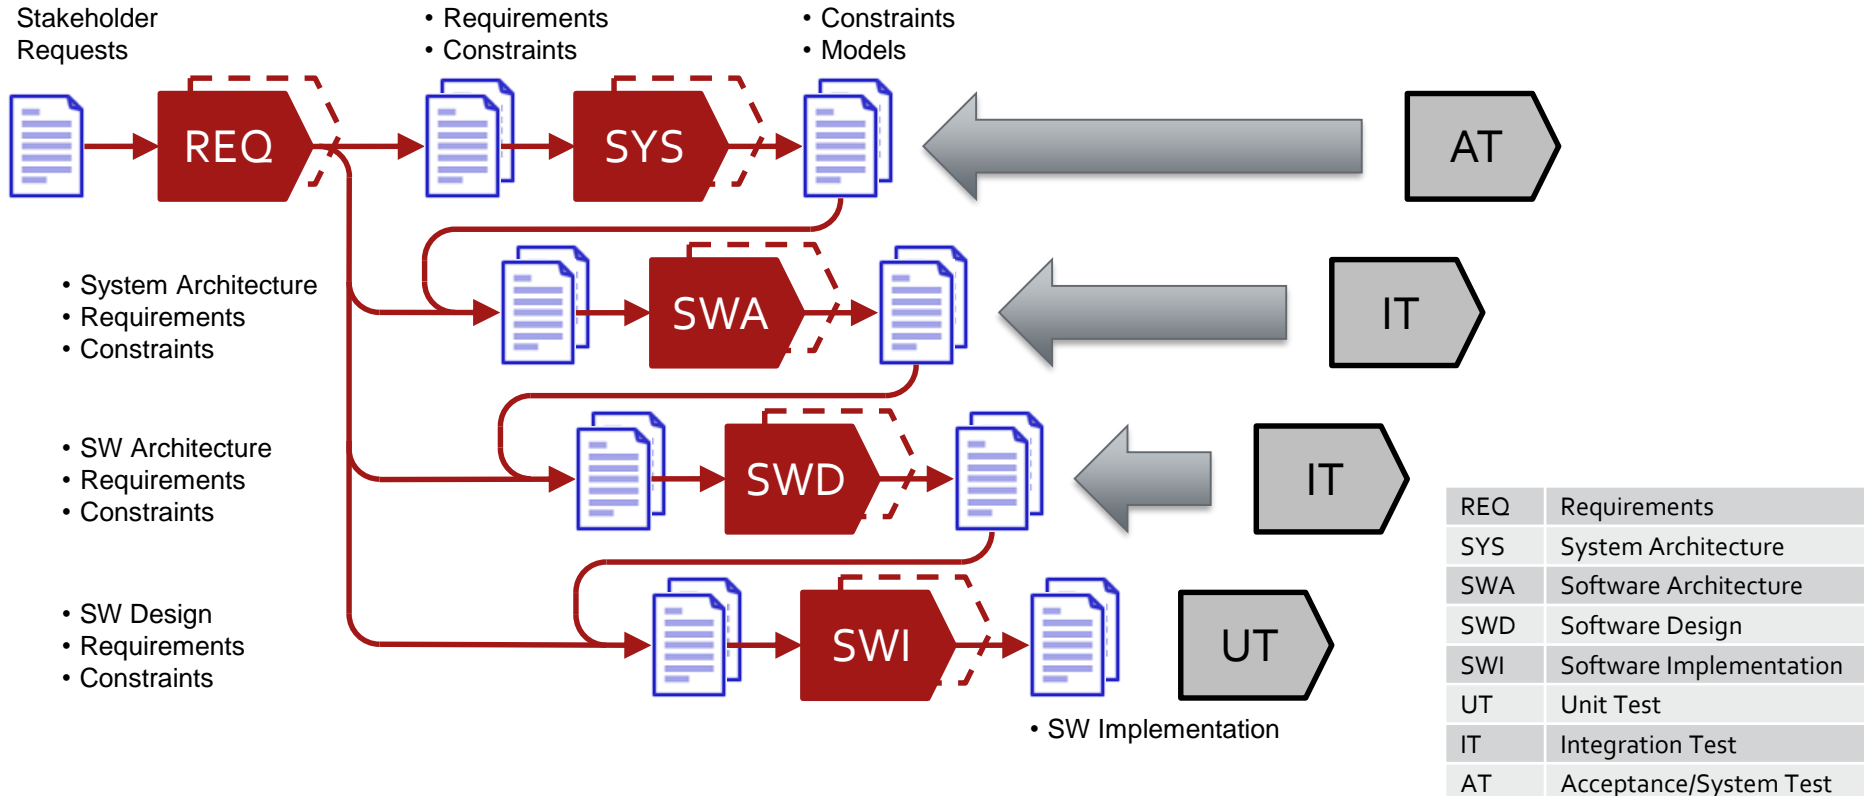 Stakeholder
Requests
• Requirements
• Constraints
• Constraints
• Models
REQ
SYS
AT
• System Architecture
• Requirements
• Constraints
SWA
IT
• SW Architecture
• Requirements
• Constraints
SWD
IT
• SW Design
• Requirements
• Constraints
SWI
UT
• SW Implementation
REQ Requirements
SYS System Architecture
SWA Software Architecture
SWD Software Design
SWI Software Implementation
UT Unit Test
IT Integration Test
AT Acceptance/System Test